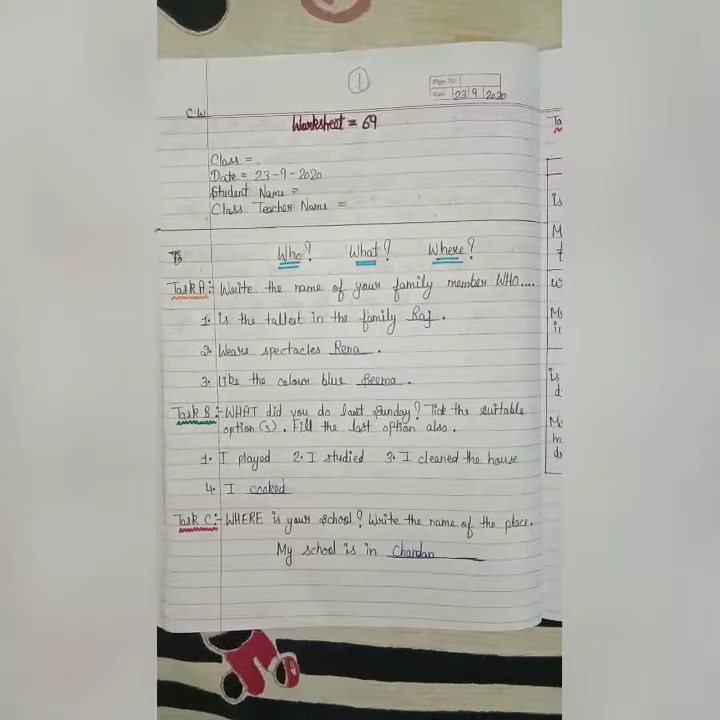 1
Page No.
Date 23 9 2020
C.W.
Worksheet = 69
Class =
Date = 23-9-2020
Student Name =
Class Teacher Name =
Who? What? Where?
Task A:- Write the name of your family member WHO....
1. is the tallest in the family Raj.
2. Wears spectacles Rena.
3. Like the colour blue Seema.
Task B:- WHAT did you do last Sunday? Tick the suitable
option(s). Fill the last option also.
1. I played 2. I studied 3. I cleaned the house
4. I cooked
Task C:- WHERE is your School? Write the name of the place.
My school is in